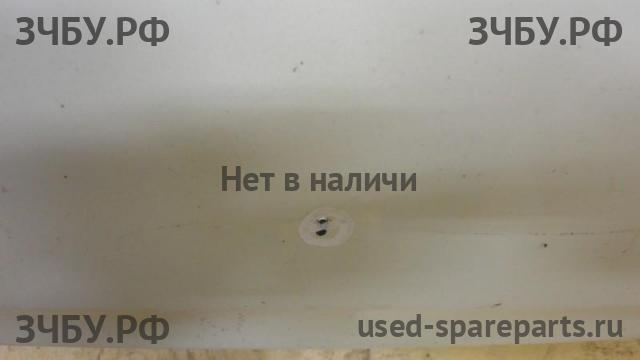 ЗЧБУ.РФ ЗЧБУ.РФ
Нет в наличи
ЗЧБУ.РФ used-spareparts.ru